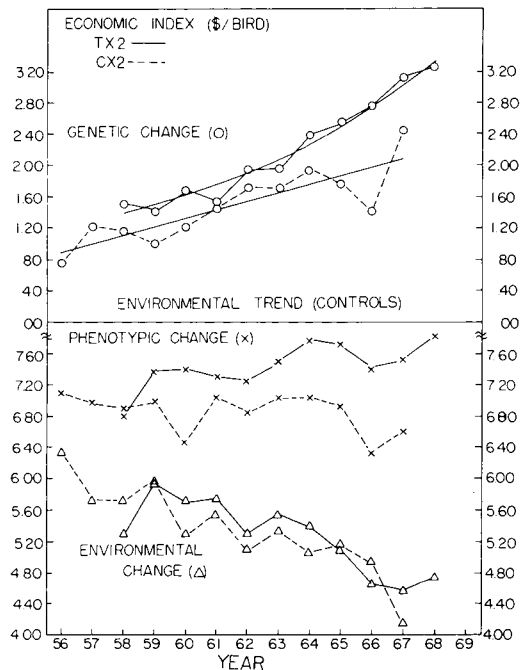 ECONOMIC INDEX ($/BIRD)
TX2
CX2
GENETIC CHANGE (O)
3.20 3.20
2.80 2.80
2.40 2.40
2.00 2.00
1.60 1.60
1.20 1.20
.80 .80
.40 .40
.00 .00
ENVIRONMENTAL TREND (CONTROLS)
PHENOTYPIC CHANGE (x)
7.60 7.60
7.20 7.20
6.80 6.80
6.40 6.40
6.00 6.00
5.60 5.60
5.20 5.20
4.80 4.80
4.40 4.40
4.00 4.00
ENVIRONMENTAL
CHANGE (△)
56 57 58 59 60 61 62 63 64 65 66 67 68 69
YEAR